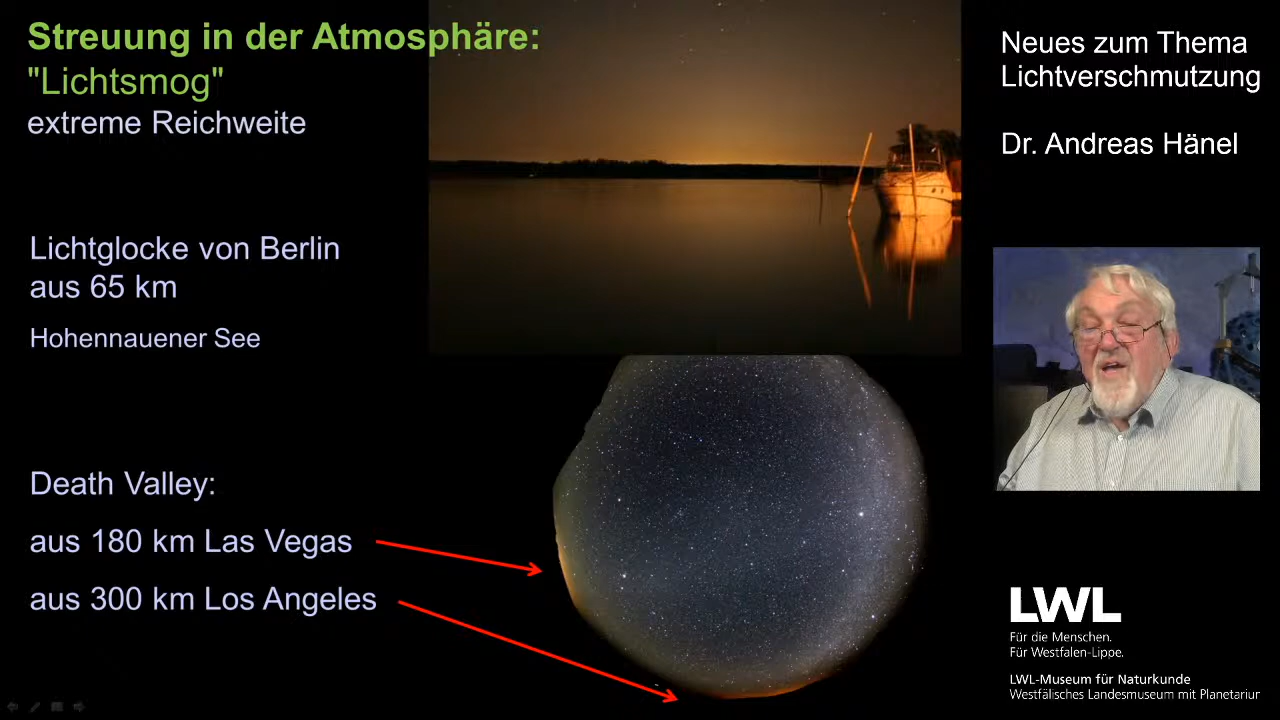 Streuung in der Atmosphäre:
"Lichtsmog"
extreme Reichweite
Lichtglocke von Berlin
aus 65 km
Hohennauener See
Death Valley:
aus 180 km Las Vegas
aus 300 km Los Angeles
Neues zum Thema
Lichtverschmutzung
Dr. Andreas Hänel
LWL
Für die Menschen.
Für Westfalen-Lippe.
LWL-Museum für Naturkunde
Westfälisches Landesmuseum mit Planetariur